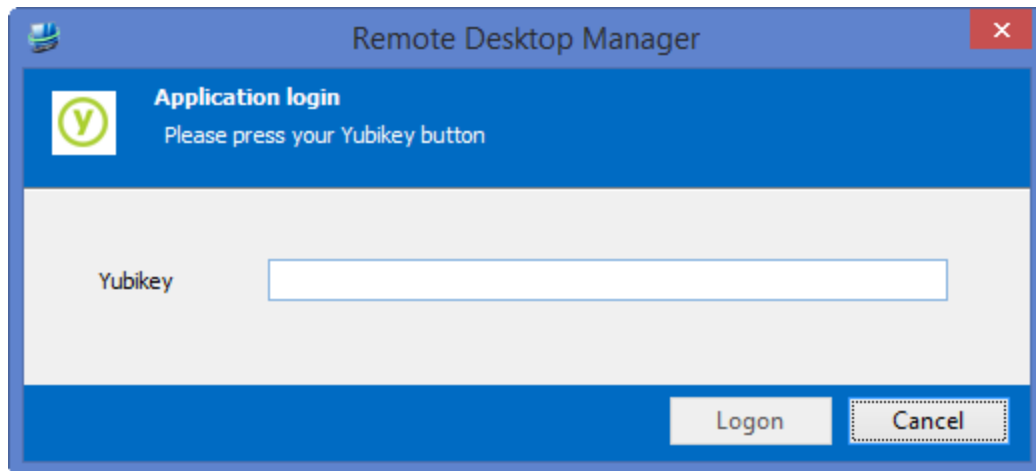 Remote Desktop Manager
Application login
Please press your Yubikey button
y
Yubikey
Logon
Cancel